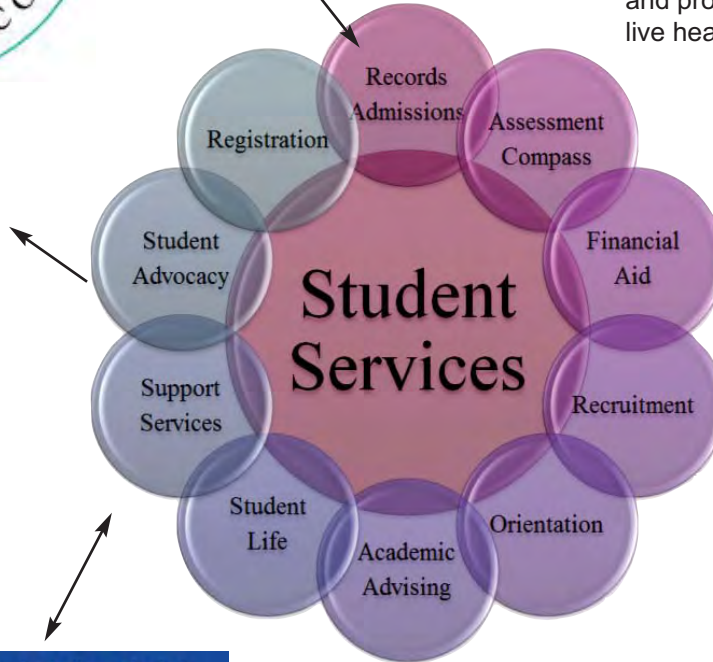 and pro
live hea
Records
Admissions
Assessment
Compass
Financial
Aid
Recruitment
Orientation
Academic
Advising
Student
Life
Support
Services
Student
Advocacy
Registration
Student
Services